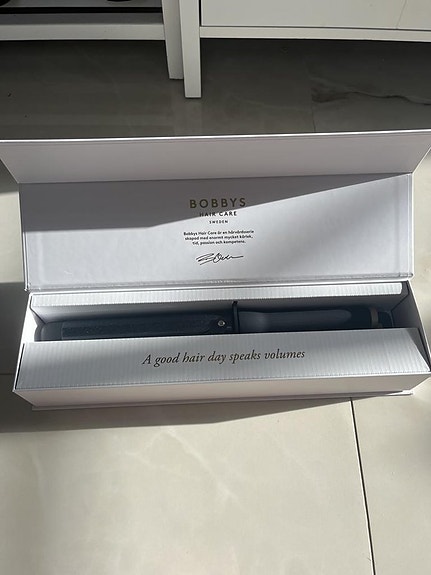 BOBBYS
HAIR CARE
SWEDEN
Bobbys Hair Care är en hårvårdsserie
skapad med enormt mycket kärlek,
tid, passion och kompetens.
A good hair day speaks volumes